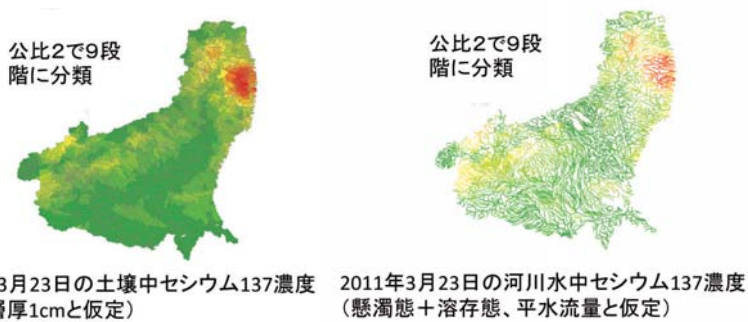 公比2で9段
階に分類
公比2で9段
階に分類
3月23日の土壌中セシウム137濃度
層厚1cmと仮定）
2011年3月23日の河川水中セシウム137濃度
（懸濁態＋溶存態、平水流量と仮定）